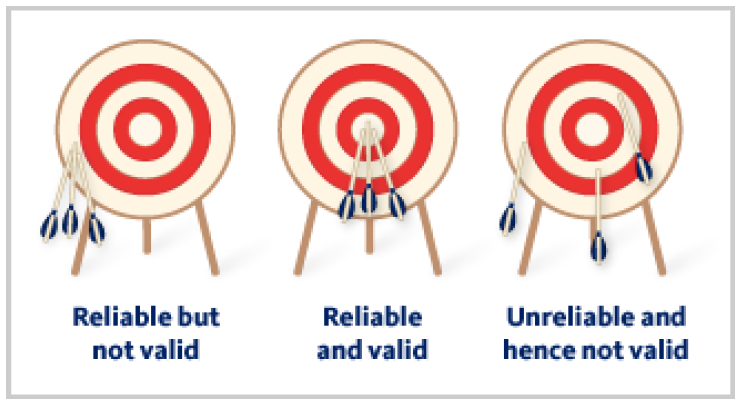 Reliable but
not valid
Reliable
and valid
Unreliable and
hence not valid